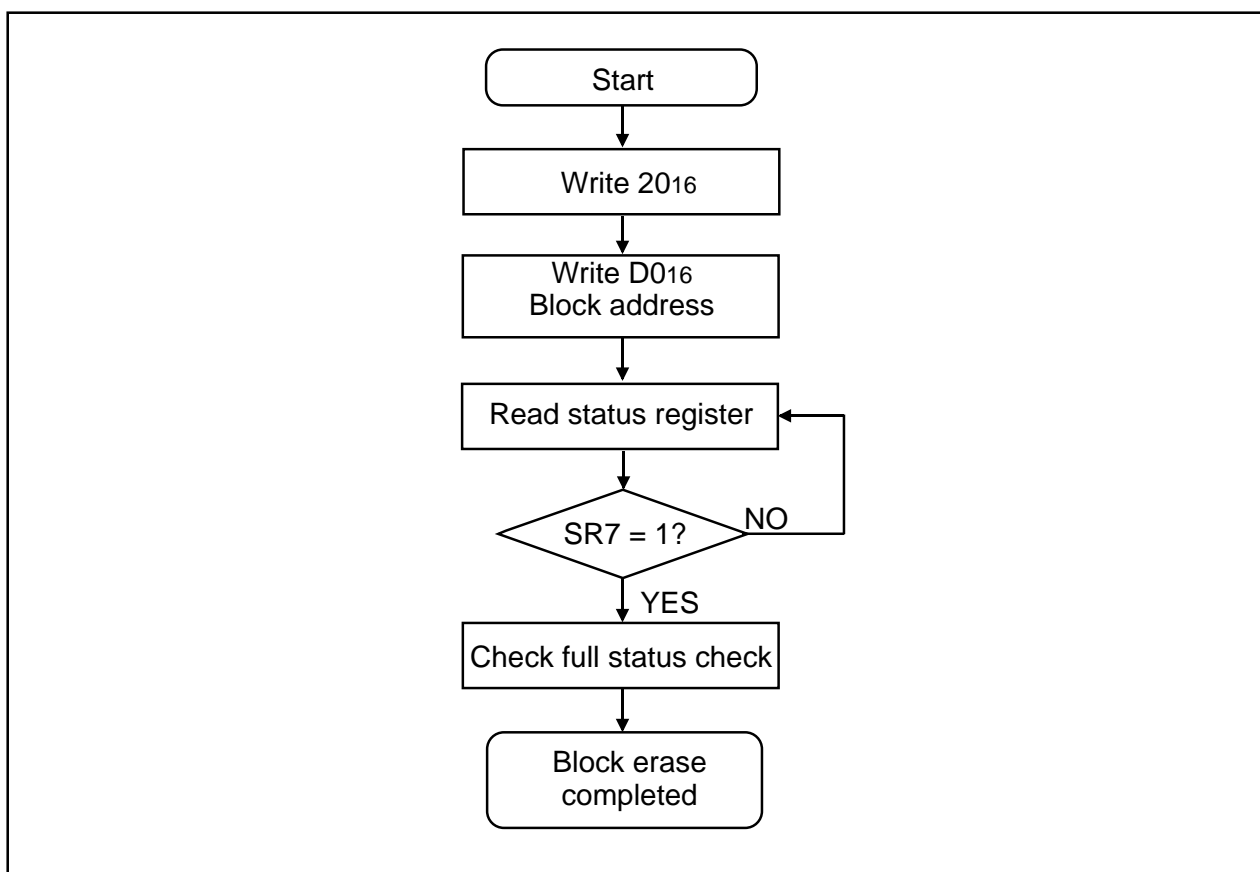 Start
Write 2016
Write D016
Block address
Read status register
SR7 = 1?
NO
YES
Check full status check
Block erase
completed